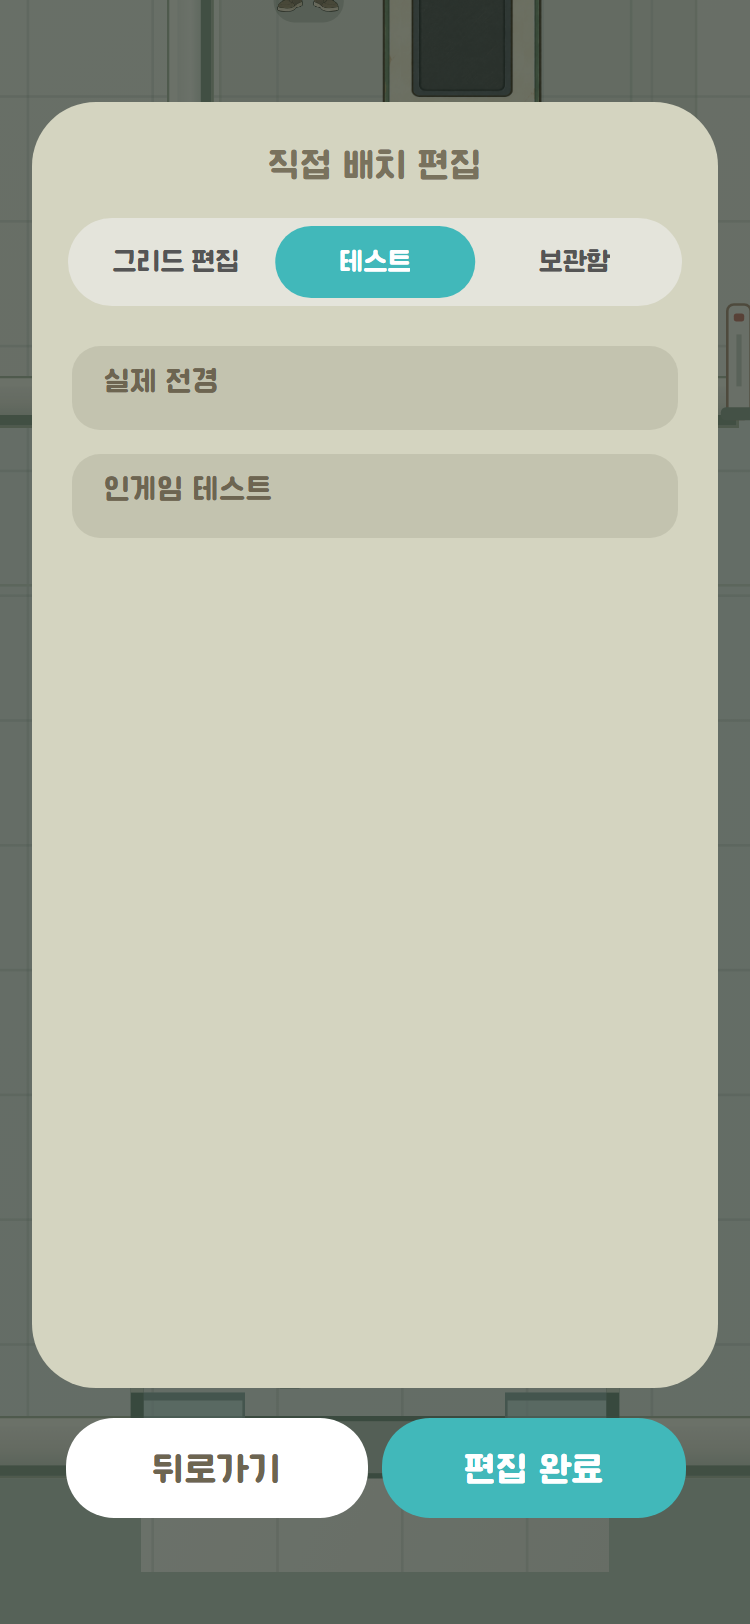 직접 배치 편집
그리드 편집
테스트
보관함
실제 전경
인게임 테스트
뒤로가기
편집 완료